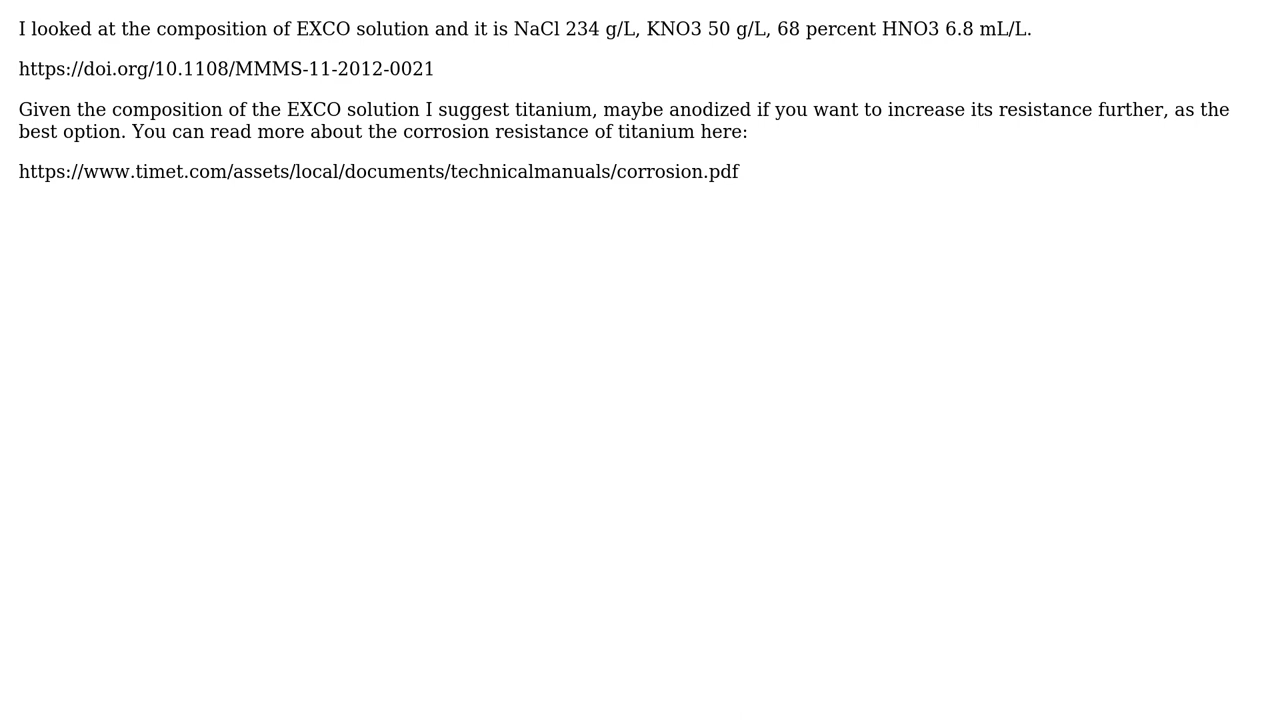 I looked at the composition of EXCO solution and it is NaCl 234 g/L, KNO3 50 g/L, 68 percent HNO3 6.8 mL/L.
https://doi.org/10.1108/MMMS-11-2012-0021
Given the composition of the EXCO solution I suggest titanium, maybe anodized if you want to increase its resistance further, as the
best option. You can read more about the corrosion resistance of titanium here:
https://www.timet.com/assets/local/documents/technicalmanuals/corrosion.pdf